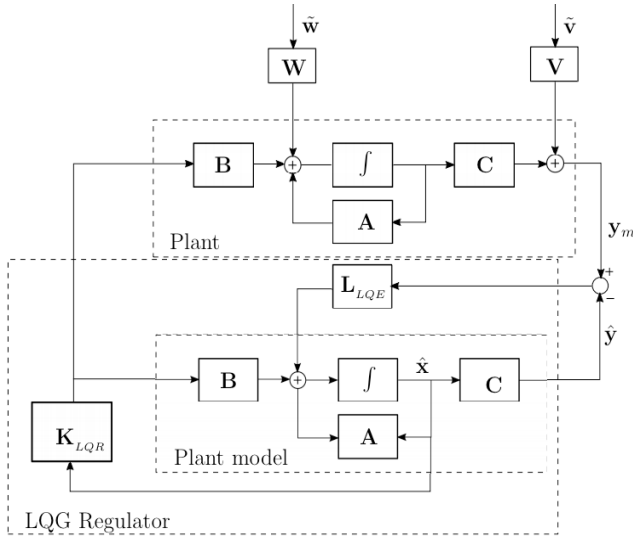 w̃ ṽ
W V
B + ∫ C +
A
Plant
y_m
L_LQE
+
−
ŷ
B + ∫ x̂ C
A
K_LQR
Plant model
LQG Regulator